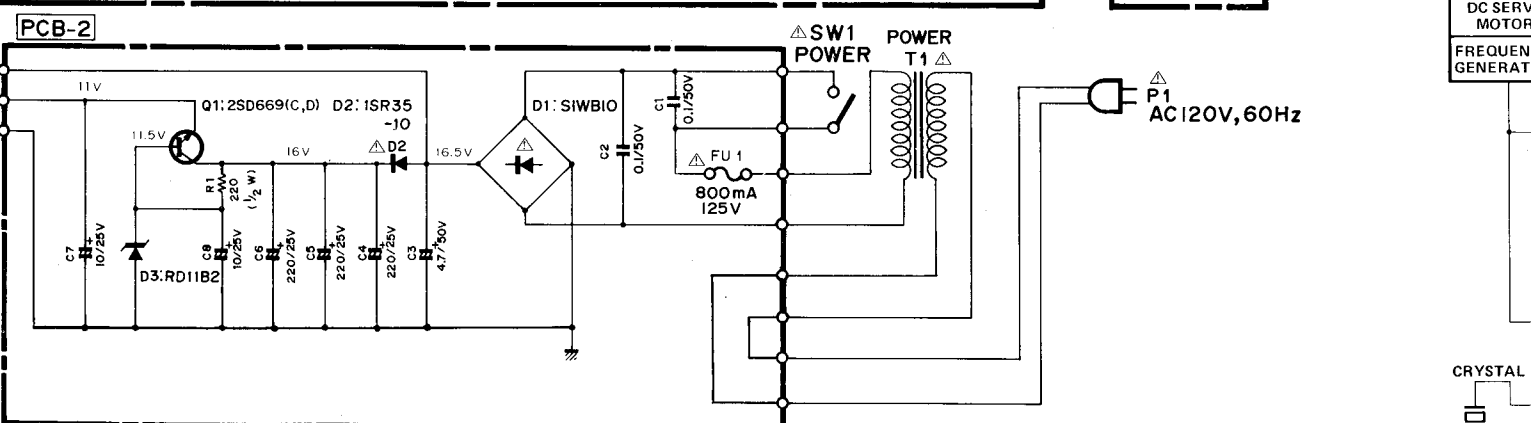 PCB-2
⚠SW1
POWER
POWER
T1 ⚠
⚠
P1
AC120V,60Hz
11V
Q1:2SD669(C,D)
D2:1SR35
-10
D1:S1WB10
C1
0.1/50V
C2
0.1/50V
11.5V
16V
⚠D2
16.5V
⚠
⚠ FU1
800mA
125V
R1
220
(½W)
C7
+
10/25V
D3:RD11B2
C8
+
10/25V
C6
+
220/25V
C5
+
220/25V
C4
+
220/25V
C3
+
4.7/50V
DC SERV
MOTOR
FREQUEN
GENERAT
CRYSTAL